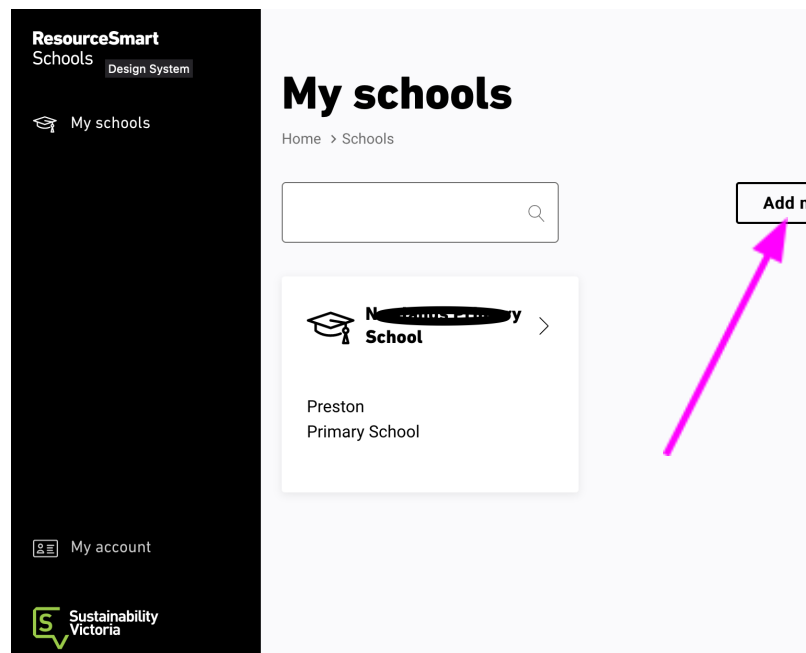 ResourceSmart
Schools
Design System
My schools
My schools
Home > Schools
Add n
School
Preston
Primary School
My account
S
Sustainability
Victoria